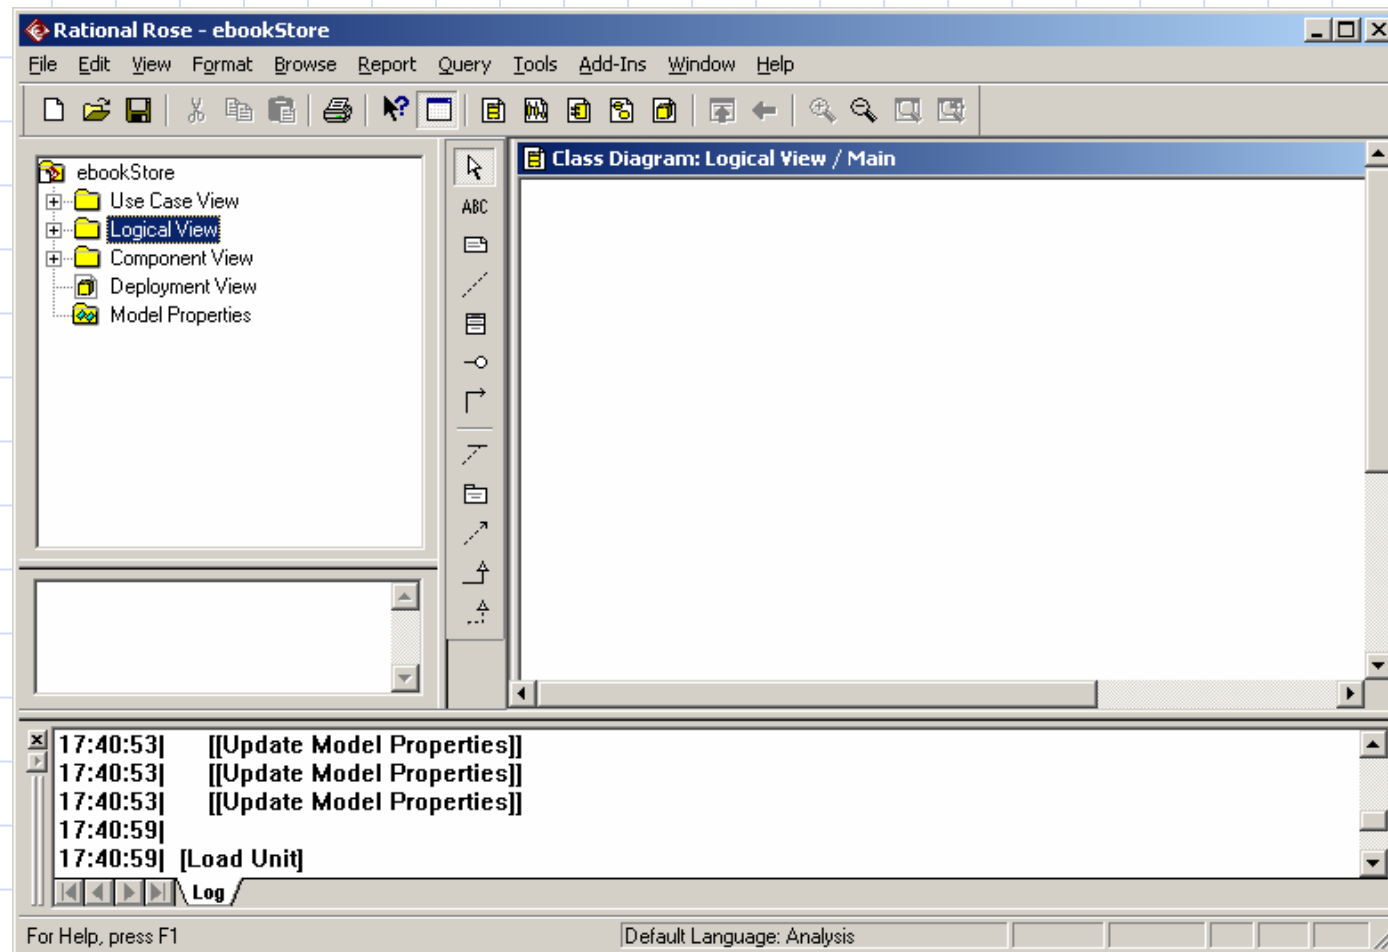 Rational Rose - ebookStore
File Edit View Format Browse Report Query Tools Add-Ins Window Help
ebookStore
Use Case View
Logical View
Component View
Deployment View
Model Properties
ABC
Class Diagram: Logical View / Main
17:40:53| [[Update Model Properties]]
17:40:53| [[Update Model Properties]]
17:40:53| [[Update Model Properties]]
17:40:59|
17:40:59| [Load Unit]
Log
For Help, press F1
Default Language: Analysis